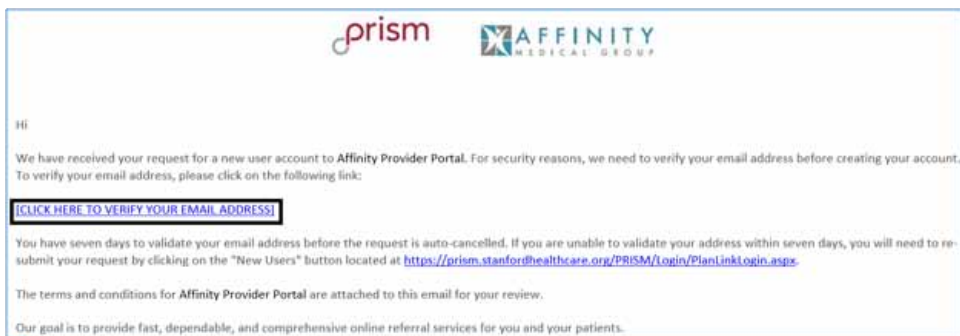 prism AFFINITY
MEDICAL GROUP
Hi
We have received your request for a new user account to Affinity Provider Portal. For security reasons, we need to verify your email address before creating your account.
To verify your email address, please click on the following link:
[CLICK HERE TO VERIFY YOUR EMAIL ADDRESS]
You have seven days to validate your email address before the request is auto-cancelled. If you are unable to validate your address within seven days, you will need to re-
submit your request by clicking on the "New Users" button located at https://prism.stanfordhealthcare.org/PRISM/Login/PlanLinkLogin.aspx.
The terms and conditions for Affinity Provider Portal are attached to this email for your review.
Our goal is to provide fast, dependable, and comprehensive online referral services for you and your patients.